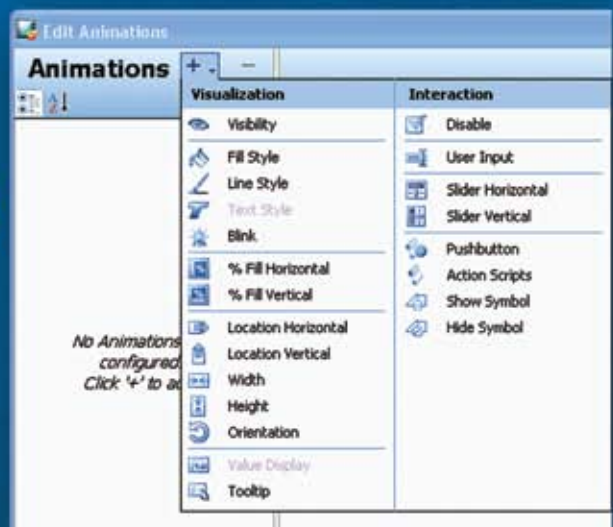 Edit Animations
Animations + -
Visualization
Visibility
Fill Style
Line Style
Text Style
Blink
% Fill Horizontal
% Fill Vertical
Location Horizontal
Location Vertical
Width
Height
Orientation
Value Display
Tooltip
Interaction
Disable
User Input
Slider Horizontal
Slider Vertical
Pushbutton
Action Scripts
Show Symbol
Hide Symbol
No Animations
configured.
Click '+' to ad